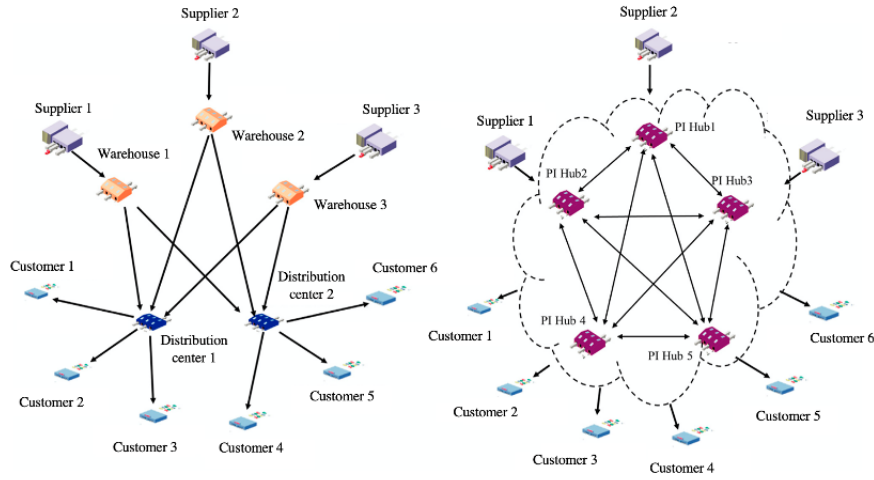 Supplier 2
Supplier 1
Supplier 3
Warehouse 2
Warehouse 1
Warehouse 3
Customer 1
Distribution
center 2
Customer 6
Distribution
center 1
Customer 2
Customer 5
Customer 3
Customer 4
Supplier 2
Supplier 1
Supplier 3
PI Hub1
PI Hub2
PI Hub3
PI Hub 4
PI Hub 5
Customer 1
Customer 6
Customer 2
Customer 5
Customer 3
Customer 4